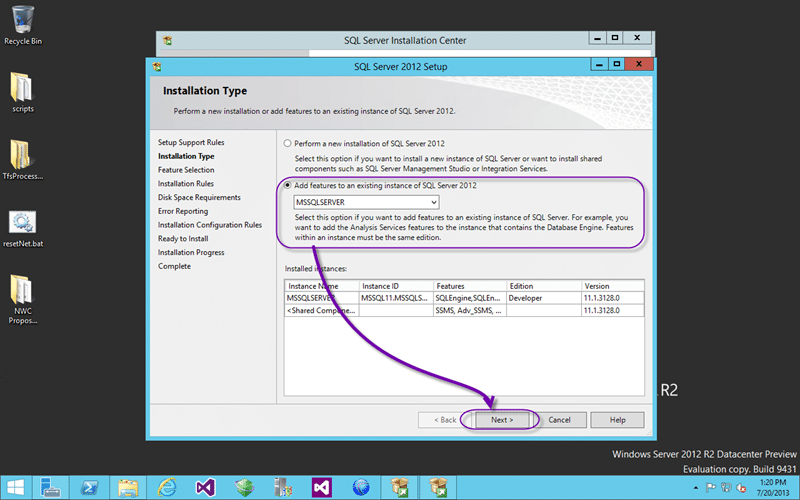 Recycle Bin
scripts
TfsProcess...
resetNet.bat
NWC
Propos...
SQL Server Installation Center
SQL Server 2012 Setup
Installation Type
Perform a new installation or add features to an existing instance of SQL Server 2012.
Setup Support Rules
Installation Type
Feature Selection
Installation Rules
Disk Space Requirements
Error Reporting
Installation Configuration Rules
Ready to Install
Installation Progress
Complete
Perform a new installation of SQL Server 2012
Select this option if you want to install a new instance of SQL Server or want to install shared
components such as SQL Server Management Studio or Integration Services.
Add features to an existing instance of SQL Server 2012
MSSQLSERVER
Select this option if you want to add features to an existing instance of SQL Server. For example, you
want to add the Analysis Services features to the instance that contains the Database Engine. Features
within an instance must be the same edition.
Installed instances:
Instance Name Instance ID Features Edition Version
MSSQLSERVER MSSQL11.MSSQLS... SQLEngine,SQLEn... Developer 11.1.3128.0
<Shared Compone... SSMS, Adv_SSMS, ... 11.1.3128.0
< Back Next > Cancel Help
R2
Windows Server 2012 R2 Datacenter Preview
Evaluation copy. Build 9431
1:20 PM
7/20/2013